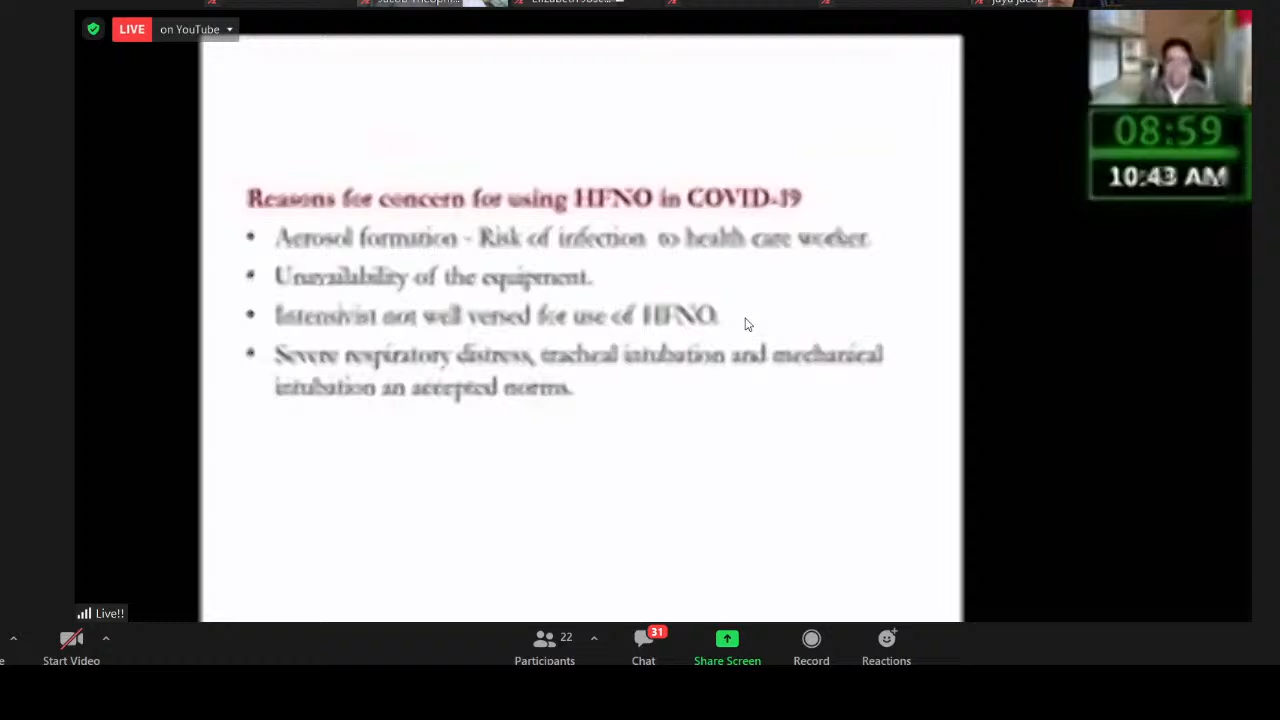 LIVE on YouTube
08:59
10:43 AM
Reasons for concern for using HFNO in COVID-19
• Aerosol formation - Risk of infection to health care worker.
• Unavailability of the equipment.
• Intensivist not well versed for use of HFNO.
• Severe respiratory distress, tracheal intubation and mechanical
intubation an accepted norms.
Live!!
22
31
Start Video
Participants
Chat
Share Screen
Record
Reactions